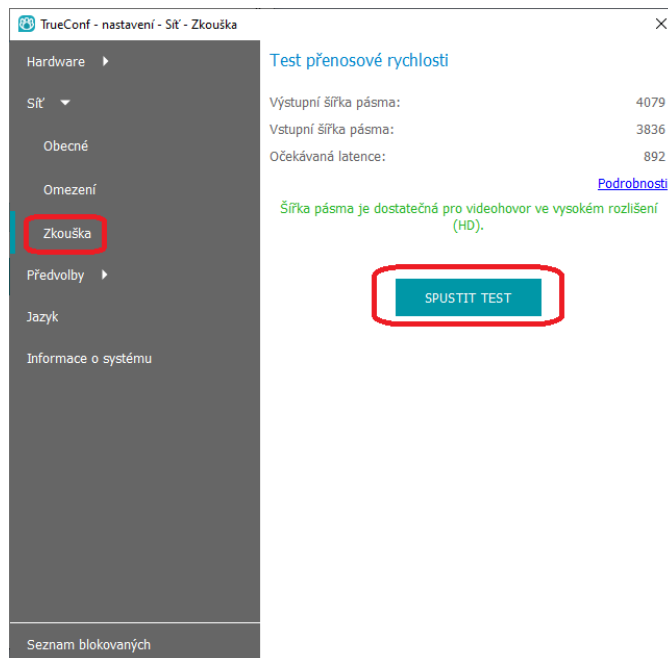 TrueConf - nastavení - Síť - Zkouška
Hardware
Síť
Obecné
Omezení
Zkouška
Předvolby
Jazyk
Informace o systému
Seznam blokovaných
Test přenosové rychlosti
Výstupní šířka pásma: 4079
Vstupní šířka pásma: 3836
Očekávaná latence: 892
Podrobnosti
Šířka pásma je dostatečná pro videohovor ve vysokém rozlišení
(HD).
SPUSTIT TEST